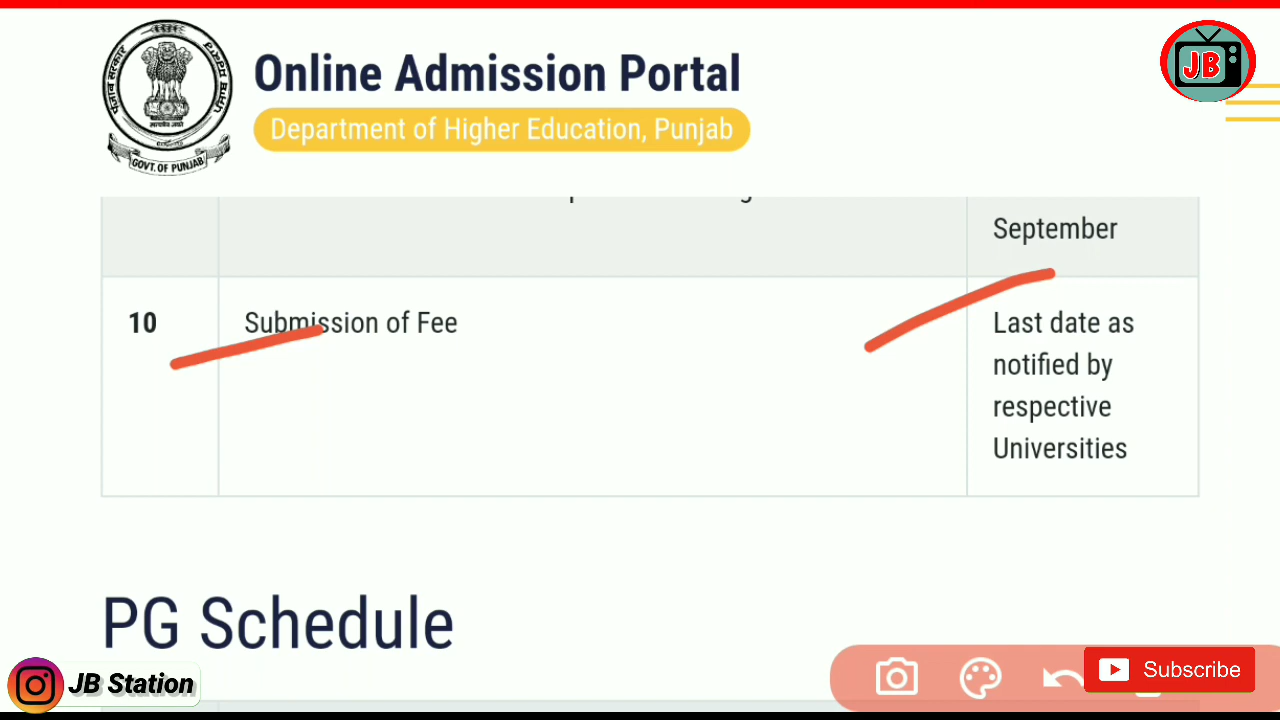 Online Admission Portal
Department of Higher Education, Punjab
JB
GOVT. OF PUNJAB
September
10 Submission of Fee Last date as
notified by
respective
Universities
PG Schedule
JB Station
Subscribe